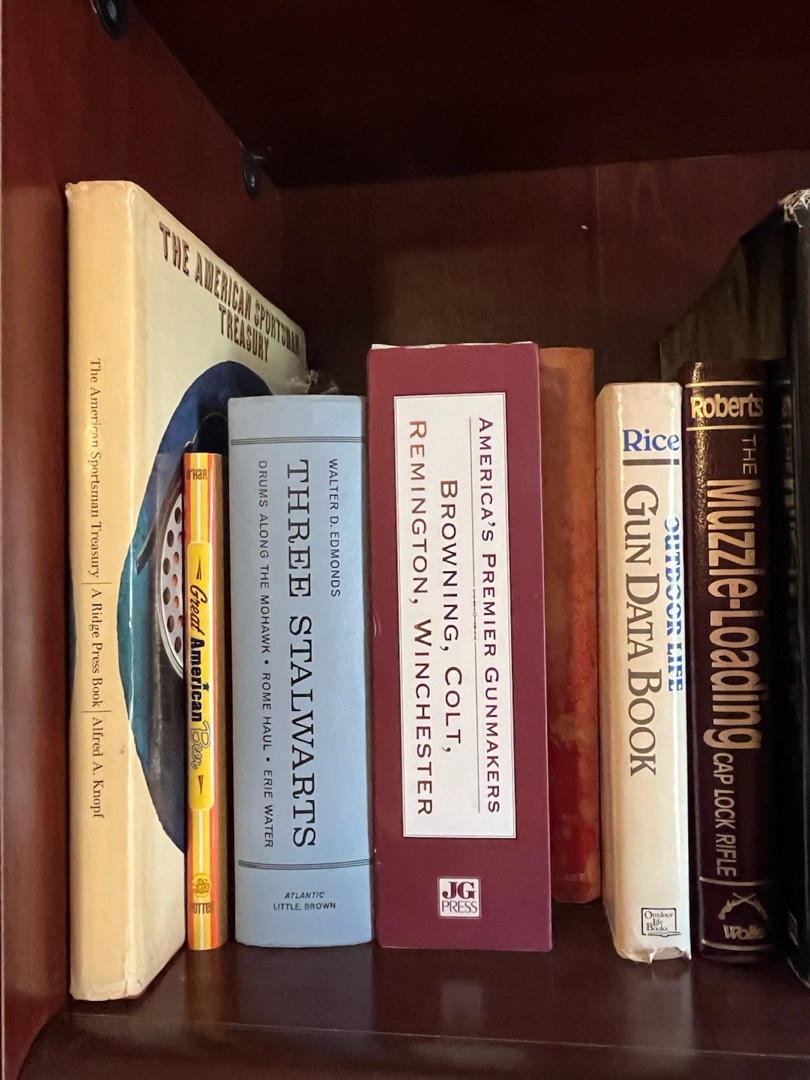 THE AMERICAN SPORTSMAN
TREASURY
The American Sportsman Treasury | A Ridge Press Book | Alfred A. Knopf
O'HAR
Great American Beer
POTTER
WALTER D. EDMONDS
THREE STALWARTS
DRUMS ALONG THE MOHAWK • ROME HAUL • ERIE WATER
ATLANTIC
LITTLE, BROWN
AMERICA'S PREMIER GUNMAKERS
BROWNING, COLT,
REMINGTON, WINCHESTER
JG
PRESS
Rice
OUTDOOR LIFE
GUN DATA BOOK
Outdoor
Life
Books
Roberts
THE
Muzzle-Loading
CAP LOCK RIFLE
Wolfe